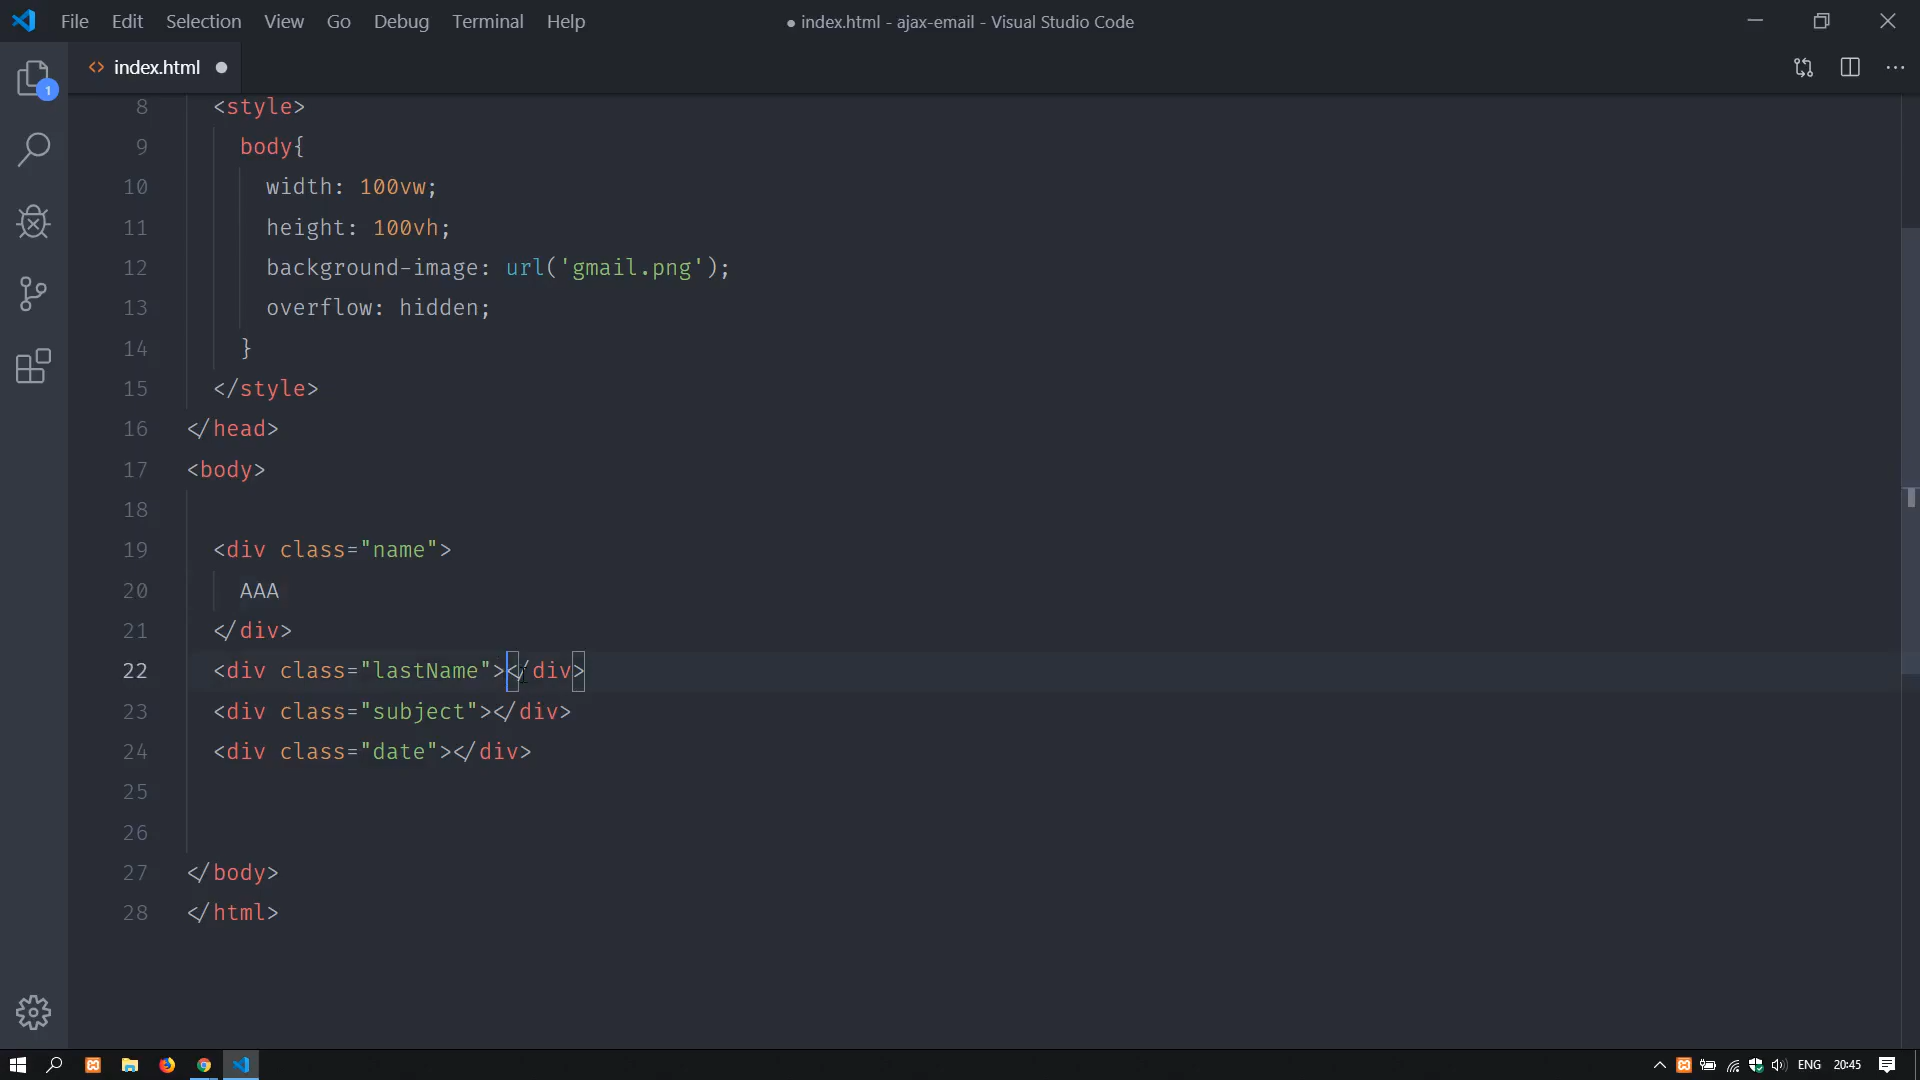 File Edit Selection View Go Debug Terminal Help
● index.html - ajax-email - Visual Studio Code
<> index.html
1
8 <style>
9 body{
10 width: 100vw;
11 height: 100vh;
12 background-image: url('gmail.png');
13 overflow: hidden;
14 }
15 </style>
16 </head>
17 <body>
18
19 <div class="name">
20 AAA
21 </div>
22 <div class="lastName"></div>
23 <div class="subject"></div>
24 <div class="date"></div>
25
26
27 </body>
28 </html>
ENG 20:45